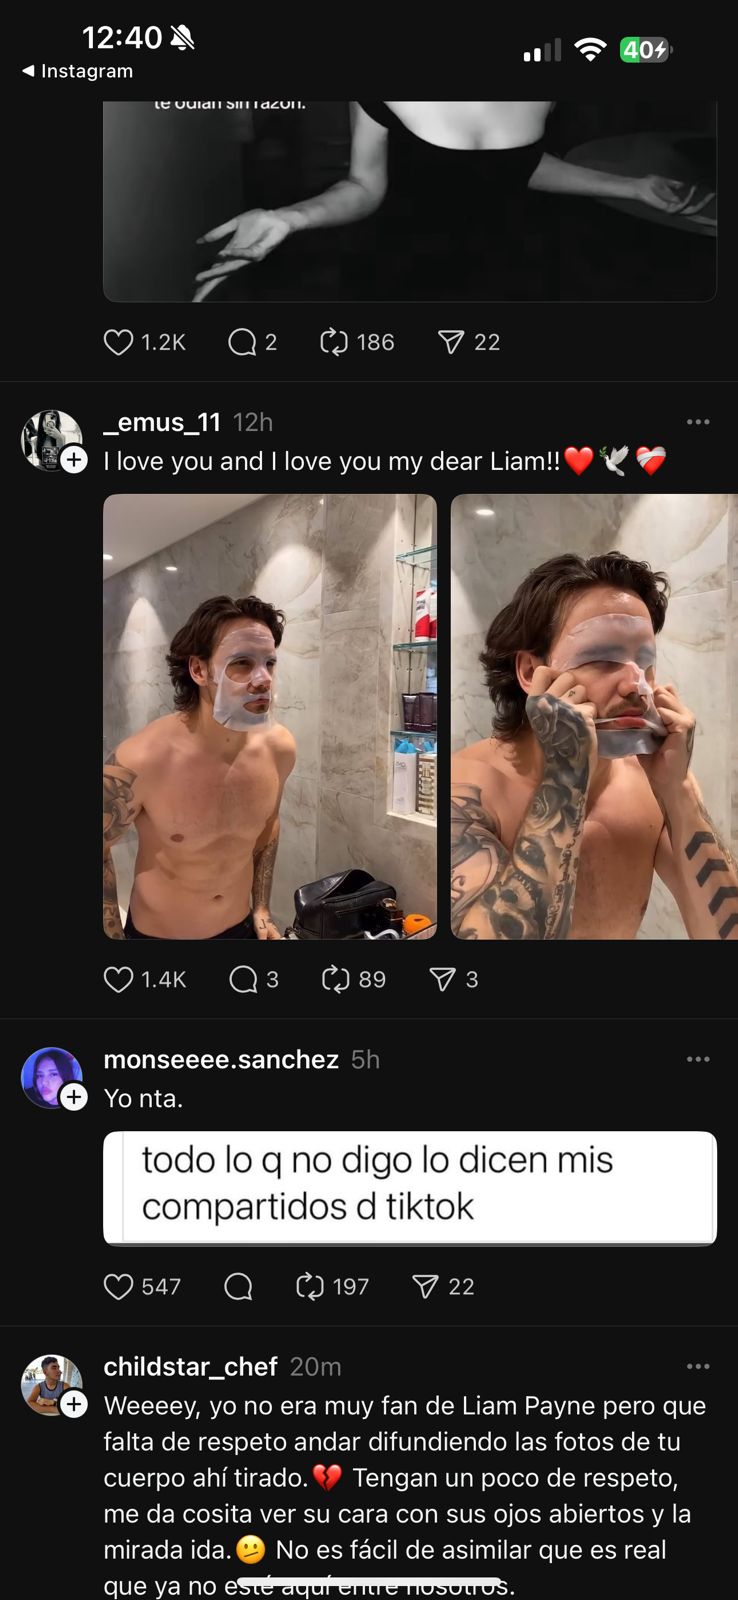 12:40
40
◀ Instagram
te odian sin razón.
1.2K 2 186 22
_emus_11 12h
I love you and I love you my dear Liam!!❤️🕊️❤️‍🩹
1.4K 3 89 3
monseeee.sanchez 5h
Yo nta.
todo lo q no digo lo dicen mis
compartidos d tiktok
547 197 22
childstar_chef 20m
Weeeey, yo no era muy fan de Liam Payne pero que
falta de respeto andar difundiendo las fotos de tu
cuerpo ahí tirado.💔 Tengan un poco de respeto,
me da cosita ver su cara con sus ojos abiertos y la
mirada ida.🫤 No es fácil de asimilar que es real
que ya no esté aquí entre nosotros.